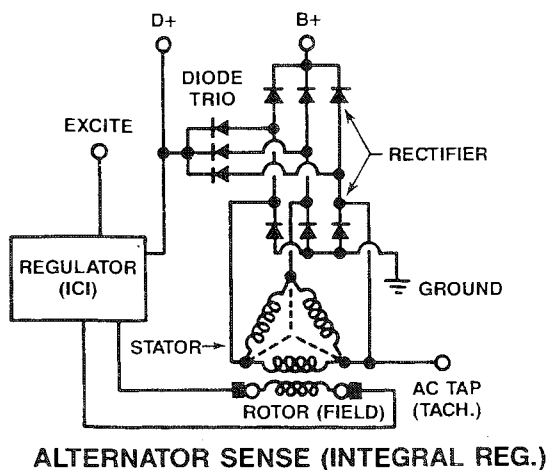 D+
B+
DIODE
TRIO
EXCITE
RECTIFIER
REGULATOR
(ICI)
GROUND
STATOR
AC TAP
(TACH.)
ROTOR (FIELD)
ALTERNATOR SENSE (INTEGRAL REG.)